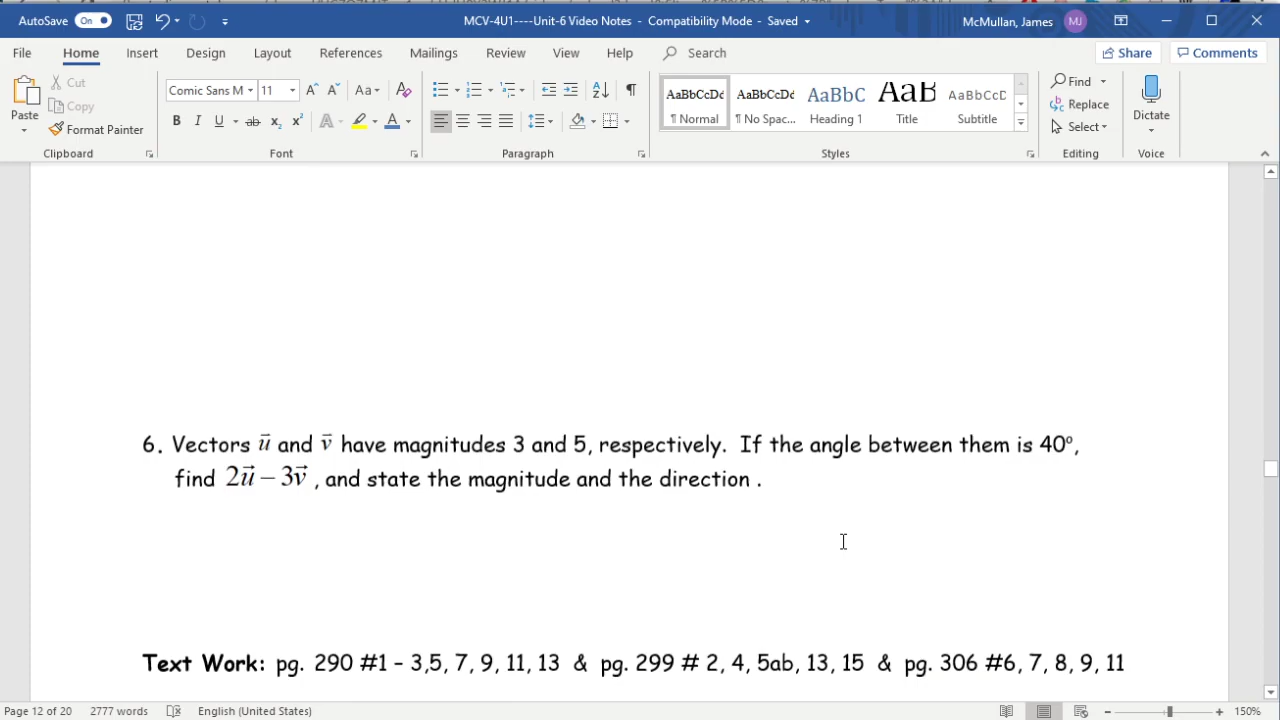 AutoSave On MCV-4U1----Unit-6 Video Notes - Compatibility Mode - Saved McMullan, James MJ
File Home Insert Design Layout References Mailings Review View Help Search Share Comments
Paste Cut Copy Format Painter
Comic Sans M 11 Aa
B I U ab x₂ x² A A
AaBbCcDd AaBbCcDd AaBbC AaB AaBbCcD
¶ Normal ¶ No Spac... Heading 1 Title Subtitle
Find Replace Select
Dictate
Clipboard Font Paragraph Styles Editing Voice
6. Vectors u⃗ and v⃗ have magnitudes 3 and 5, respectively. If the angle between them is 40º,
find 2u⃗ – 3v⃗ , and state the magnitude and the direction .
Text Work: pg. 290 #1 – 3,5, 7, 9, 11, 13 & pg. 299 # 2, 4, 5ab, 13, 15 & pg. 306 #6, 7, 8, 9, 11
Page 12 of 20 2777 words English (United States) 150%